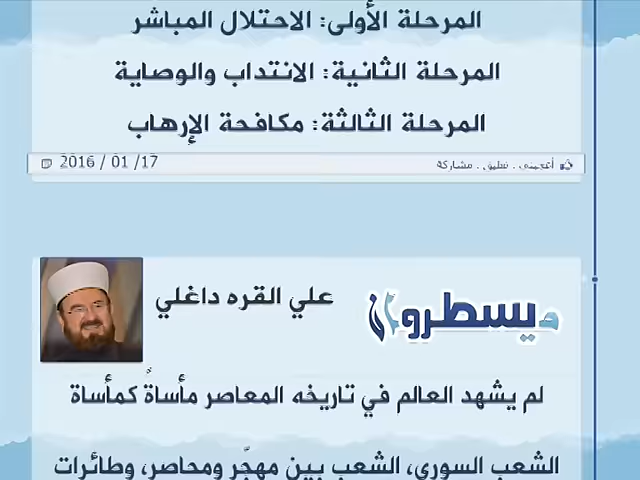 المرحلة الأولى: الاحتلال المباشر
المرحلة الثانية: الانتداب والوصاية
المرحلة الثالثة: مكافحة الإرهاب
أعجبني . تعليق . مشاركة
2016 / 01 /17
علي القره داغلي
ويسطرون
لم يشهد العالم في تاريخه المعاصر مأساةً كمأساة
الشعب السوري، الشعب بين مهجّر ومحاصر، وطائرات